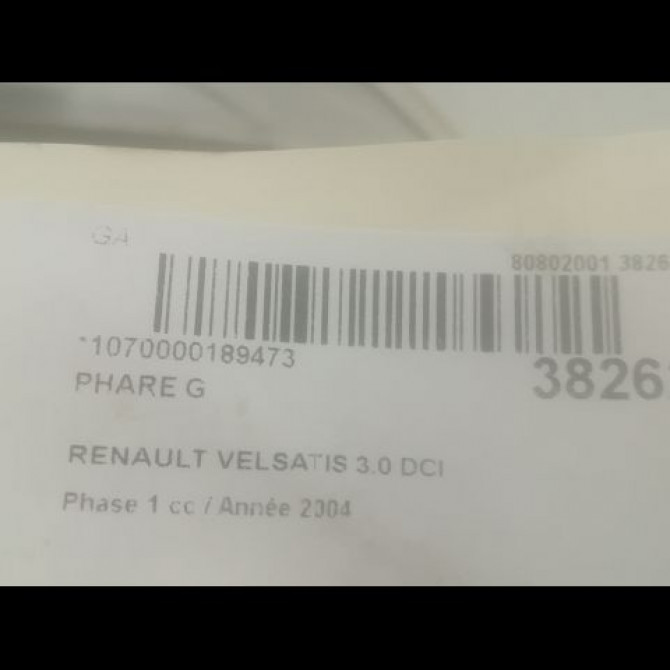 GA
80802001 3826
*1070000189473
3826
PHARE G
RENAULT VELSATIS 3.0 DCI
Phase 1 cc / Année 2004